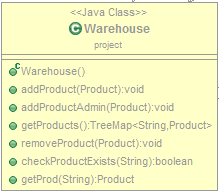 <<Java Class>>
C Warehouse
project
C Warehouse()
addProduct(Product):void
addProductAdmin(Product):void
getProducts():TreeMap<String,Product>
removeProduct(Product):void
checkProductExists(String):boolean
getProd(String):Product